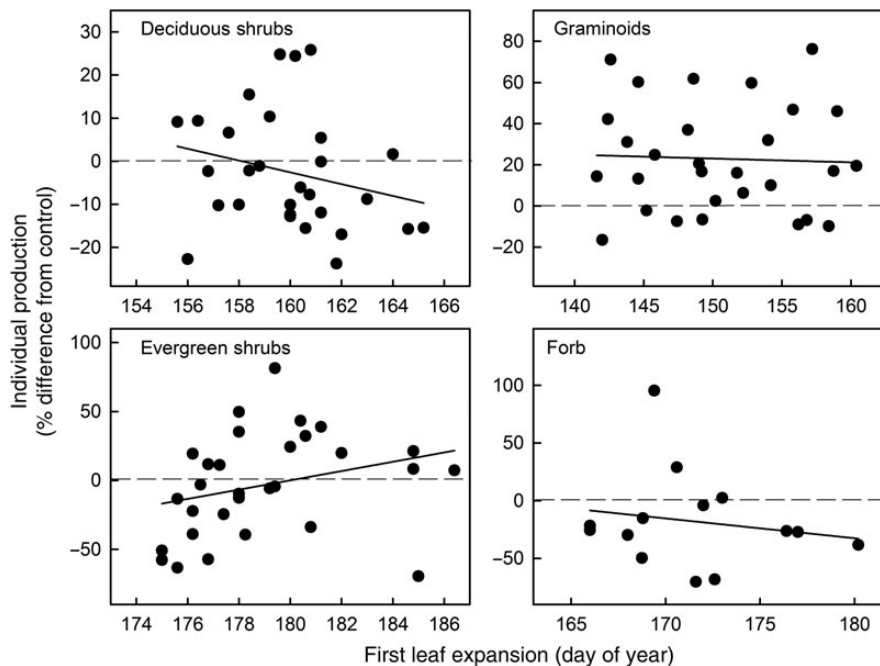 Deciduous shrubs
30
20
10
0
−10
−20
154 156 158 160 162 164 166
Graminoids
80
60
40
20
0
−20
140 145 150 155 160
Individual production
(% difference from control)
Evergreen shrubs
100
50
0
−50
174 176 178 180 182 184 186
Forb
100
50
0
−50
165 170 175 180
First leaf expansion (day of year)